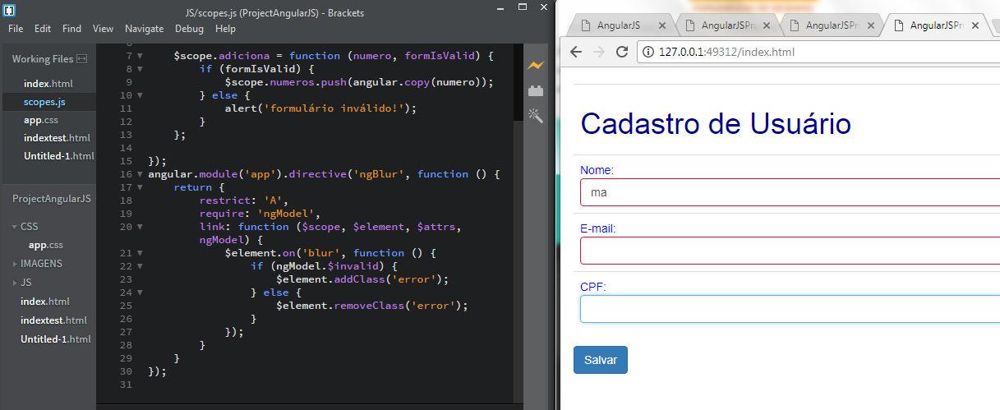 JS/scopes.js (ProjectAngularJS) - Brackets
File Edit Find View Navigate Debug Help
Working Files
index.html
scopes.js
app.css
indextest.html
Untitled-1.html
ProjectAngularJS
CSS
app.css
IMAGENS
JS
index.html
indextest.html
Untitled-1.html
7 $scope.adiciona = function (numero, formIsValid) {
8 if (formIsValid) {
9 $scope.numeros.push(angular.copy(numero));
10 } else {
11 alert('formulário inválido!');
12 }
13 };
14
15 });
16 angular.module('app').directive('ngBlur', function () {
17 return {
18 restrict: 'A',
19 require: 'ngModel',
20 link: function ($scope, $element, $attrs,
ngModel) {
21 $element.on('blur', function () {
22 if (ngModel.$invalid) {
23 $element.addClass('error');
24 } else {
25 $element.removeClass('error');
26 }
27 });
28 }
29 }
30 });
31
AngularJS AngularJSPro AngularJSPro AngularJSPro
127.0.0.1:49312/index.html
Cadastro de Usuário
Nome:
ma
E-mail:
CPF:
Salvar